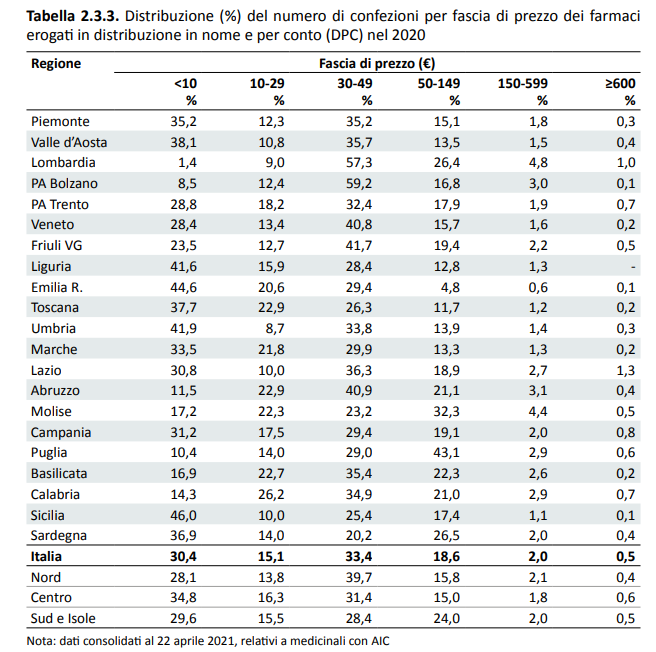 Tabella 2.3.3. Distribuzione (%) del numero di confezioni per fascia di prezzo dei farmaci
erogati in distribuzione in nome e per conto (DPC) nel 2020
Regione Fascia di prezzo (€)
<10 10-29 30-49 50-149 150-599 ≥600
% % % % % %
Piemonte 35,2 12,3 35,2 15,1 1,8 0,3
Valle d’Aosta 38,1 10,8 35,7 13,5 1,5 0,4
Lombardia 1,4 9,0 57,3 26,4 4,8 1,0
PA Bolzano 8,5 12,4 59,2 16,8 3,0 0,1
PA Trento 28,8 18,2 32,4 17,9 1,9 0,7
Veneto 28,4 13,4 40,8 15,7 1,6 0,2
Friuli VG 23,5 12,7 41,7 19,4 2,2 0,5
Liguria 41,6 15,9 28,4 12,8 1,3 -
Emilia R. 44,6 20,6 29,4 4,8 0,6 0,1
Toscana 37,7 22,9 26,3 11,7 1,2 0,2
Umbria 41,9 8,7 33,8 13,9 1,4 0,3
Marche 33,5 21,8 29,9 13,3 1,3 0,2
Lazio 30,8 10,0 36,3 18,9 2,7 1,3
Abruzzo 11,5 22,9 40,9 21,1 3,1 0,4
Molise 17,2 22,3 23,2 32,3 4,4 0,5
Campania 31,2 17,5 29,4 19,1 2,0 0,8
Puglia 10,4 14,0 29,0 43,1 2,9 0,6
Basilicata 16,9 22,7 35,4 22,3 2,6 0,2
Calabria 14,3 26,2 34,9 21,0 2,9 0,7
Sicilia 46,0 10,0 25,4 17,4 1,1 0,1
Sardegna 36,9 14,0 20,2 26,5 2,0 0,4
Italia 30,4 15,1 33,4 18,6 2,0 0,5
Nord 28,1 13,8 39,7 15,8 2,1 0,4
Centro 34,8 16,3 31,4 15,0 1,8 0,6
Sud e Isole 29,6 15,5 28,4 24,0 2,0 0,5
Nota: dati consolidati al 22 aprile 2021, relativi a medicinali con AIC